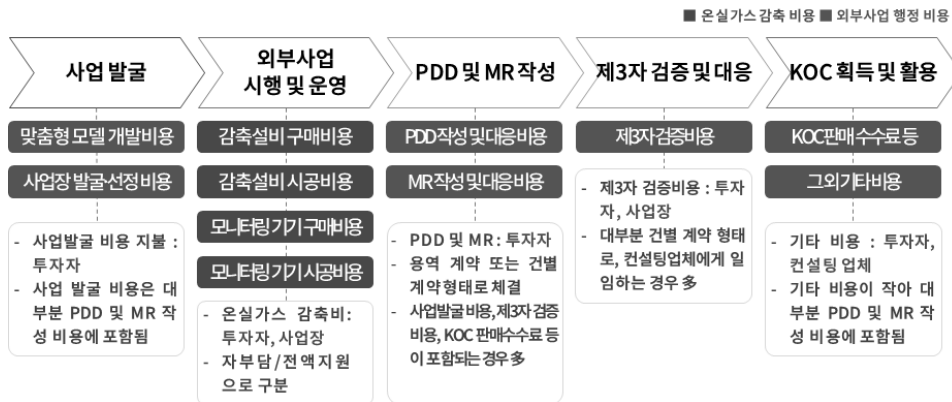 ■ 온실가스 감축 비용 ■ 외부사업 행정 비용
사업 발굴
외부사업
시행 및 운영
PDD 및 MR 작성
제3자 검증 및 대응
KOC 획득 및 활용
맞춤형 모델 개발비용
사업장 발굴·선정 비용
- 사업발굴 비용 지불 :
투자자
- 사업 발굴 비용은 대
부분 PDD 및 MR 작
성 비용에 포함됨
감축설비 구매비용
감축설비 시공비용
모니터링 기기 구매비용
모니터링 기기 시공비용
- 온실가스 감축비:
투자자, 사업장
- 자부담/전액지원
으로 구분
PDD작성 및 대응비용
MR작성 및 대응비용
- PDD 및 MR : 투자자
- 용역 계약 또는 건별
계약형태로 체결
- 사업발굴 비용, 제3자 검증
비용, KOC 판매수수료 등
이 포함되는 경우 多
제3자 검증비용
- 제3자 검증비용 : 투자
자, 사업장
- 대부분 건별 계약 형태
로, 컨설팅업체에게 일
임하는 경우 多
KOC판매 수수료 등
그외 기타 비용
- 기타 비용 : 투자자,
컨설팅 업체
- 기타 비용이 작아 대
부분 PDD 및 MR 작
성 비용에 포함됨